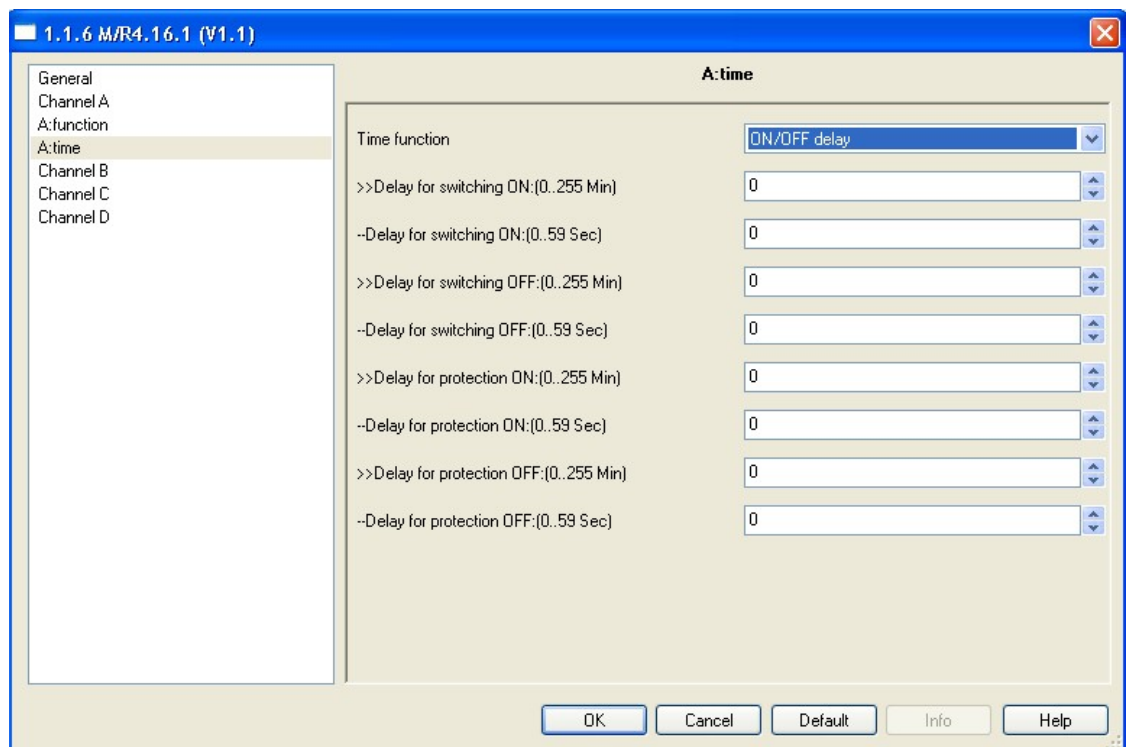 1.1.6 M/R4.16.1 (V1.1)
General
Channel A
A:function
A:time
Channel B
Channel C
Channel D
A:time
Time function ON/OFF delay
>>Delay for switching ON:(0..255 Min) 0
--Delay for switching ON:(0..59 Sec) 0
>>Delay for switching OFF:(0..255 Min) 0
--Delay for switching OFF:(0..59 Sec) 0
>>Delay for protection ON:(0..255 Min) 0
--Delay for protection ON:(0..59 Sec) 0
>>Delay for protection OFF:(0..255 Min) 0
--Delay for protection OFF:(0..59 Sec) 0
OK Cancel Default Info Help